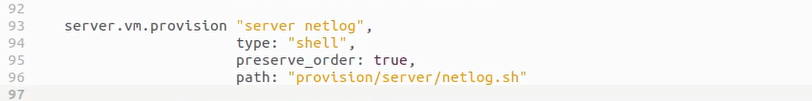 92
93 server.vm.provision "server netlog",
94 type: "shell",
95 preserve_order: true,
96 path: "provision/server/netlog.sh"
97